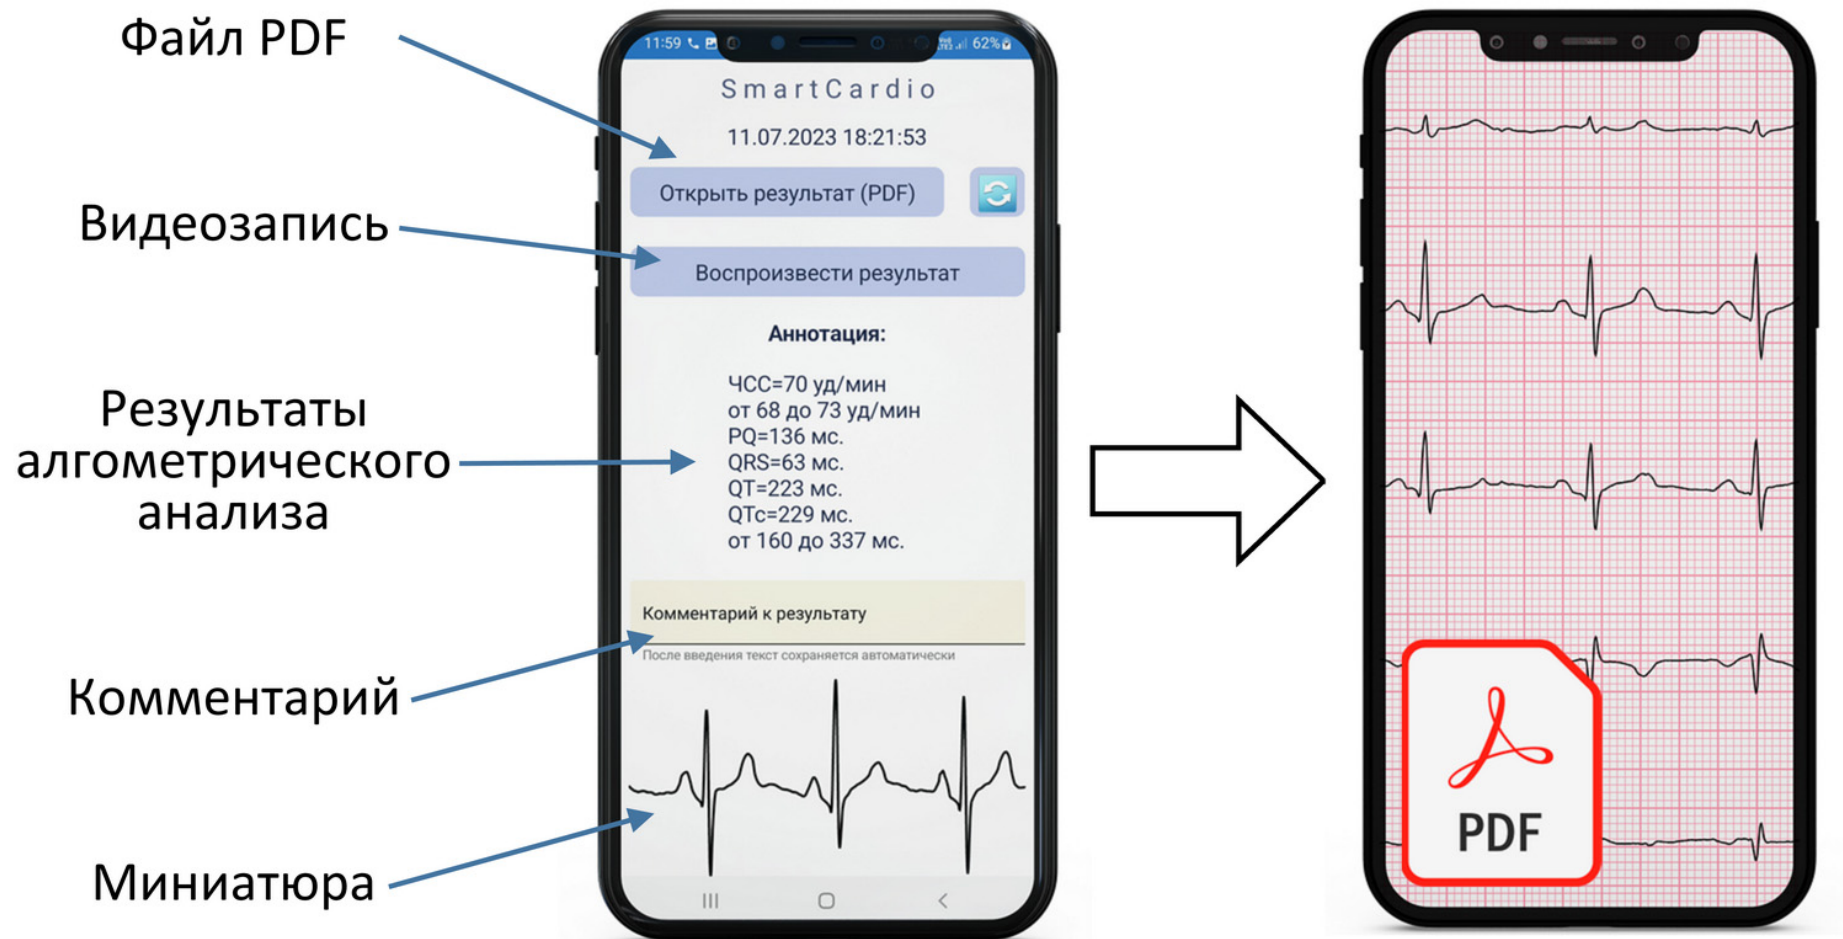 Файл PDF
Видеозапись
Результаты
алгометрического
анализа
Комментарий
Миниатюра
11:59
62%
SmartCardio
11.07.2023 18:21:53
Открыть результат (PDF)
Воспроизвести результат
Аннотация:
ЧСС=70 уд/мин
от 68 до 73 уд/мин
PQ=136 мс.
QRS=63 мс.
QT=223 мс.
QTc=229 мс.
от 160 до 337 мс.
Комментарий к результату
После введения текст сохраняется автоматически
PDF